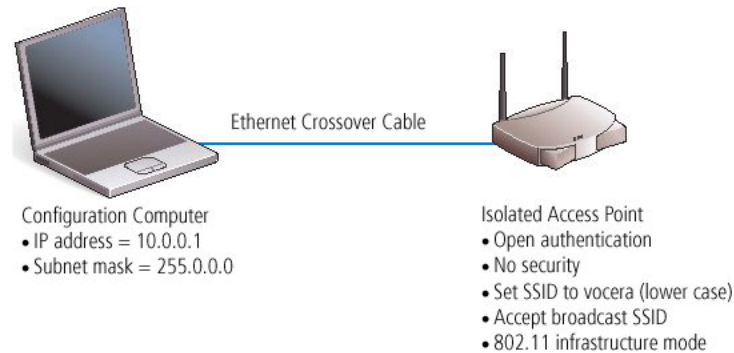 Ethernet Crossover Cable
Configuration Computer
• IP address = 10.0.0.1
• Subnet mask = 255.0.0.0
Isolated Access Point
• Open authentication
• No security
• Set SSID to vocera (lower case)
• Accept broadcast SSID
• 802.11 infrastructure mode